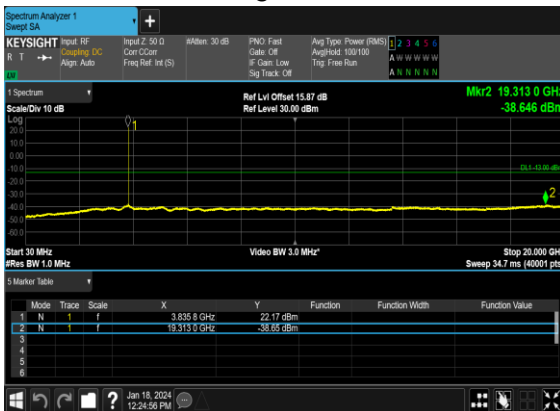 Spectrum Analyzer 1
Swept SA
KEYSIGHT
R T
LV
Input: RF
Coupling: DC
Align: Auto
Input Z: 50 Ω
Corr CCorr
Freq Ref: Int (S)
#Atten: 30 dB
PNO: Fast
Gate: Off
IF Gain: Low
Sig Track: Off
Avg Type: Power (RMS)
Avg|Hold: 100/100
Trig: Free Run
1 2 3 4 5 6
A W W W W W
A N N N N N
1 Spectrum
Scale/Div 10 dB
Ref Lvl Offset 15.87 dB
Ref Level 30.00 dBm
Mkr2 19.313 0 GHz
-38.646 dBm
Log
20.0
10.0
0.00
-10.0
-20.0
-30.0
-40.0
-50.0
-60.0
1
DL1 -13.00 dBm
2
Start 30 MHz
#Res BW 1.0 MHz
Video BW 3.0 MHz*
Stop 20.000 GHz
Sweep 34.7 ms (40001 pts)
5 Marker Table
Mode Trace Scale X Y Function Function Width Function Value
1 N 1 f 3.835 8 GHz 22.17 dBm
2 N 1 f 19.313 0 GHz -38.65 dBm
3
4
5
6
?
Jan 18, 2024
12:24:56 PM